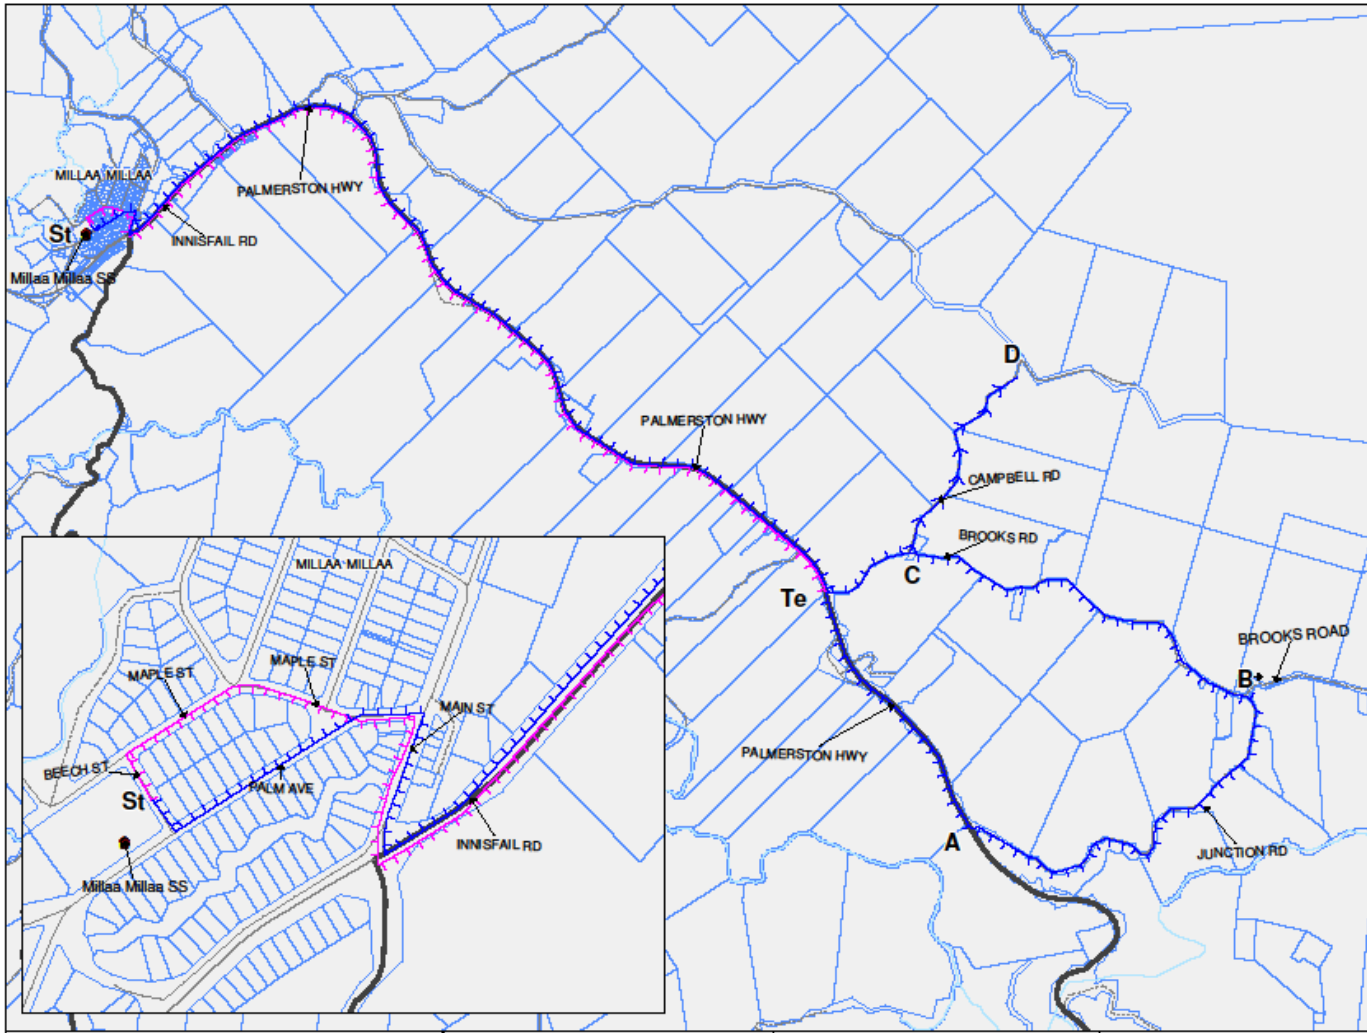 MILLAA MILLAA
PALMERSTON HWY
St
INNISFAIL RD
Millaa Millaa SS
D
PALMERSTON HWY
CAMPBELL RD
BROOKS RD
C
Te
BROOKS ROAD
B
PALMERSTON HWY
A
JUNCTION RD
MILLAA MILLAA
MAPLE ST
MAPLE ST
MAIN ST
BEECH ST
PALM AVE
St
INNISFAIL RD
Millaa Millaa SS